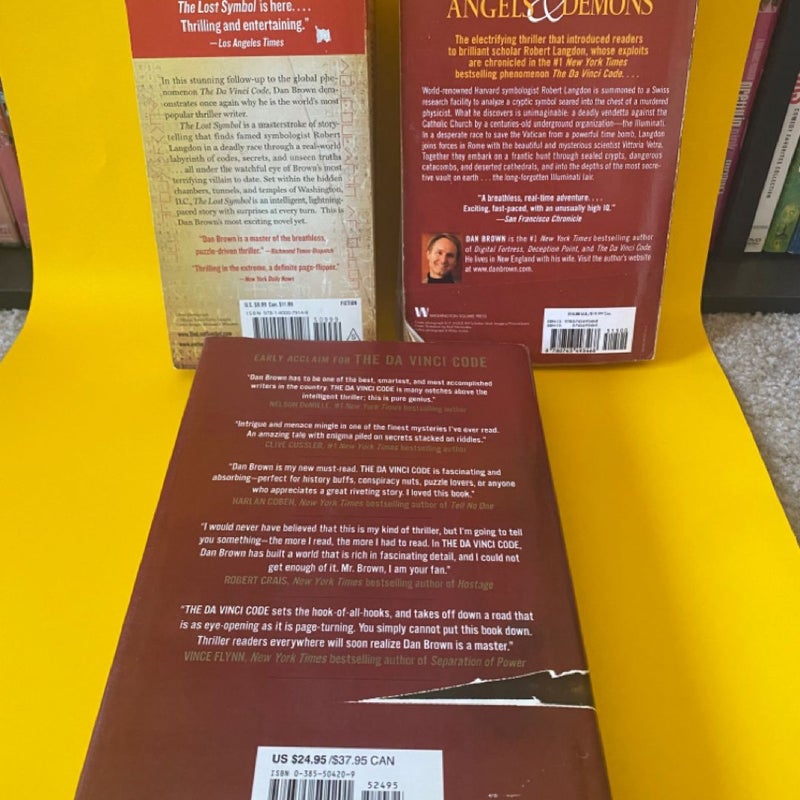 The Lost Symbol is here. . . .
Thrilling and entertaining."
—Los Angeles Times
In this stunning follow-up to the global phe-
nomenon The Da Vinci Code, Dan Brown dem-
onstrates once again why he is the world's most
popular thriller writer.
The Lost Symbol is a masterstroke of story-
telling that finds famed symbologist Robert
Langdon in a deadly race through a real-world
labyrinth of codes, secrets, and unseen truths
. . . all under the watchful eye of Brown's most
terrifying villain to date. Set within the hidden
chambers, tunnels, and temples of Washington,
D.C., The Lost Symbol is an intelligent, lightning-
paced story with surprises at every turn. This is
Dan Brown's most exciting novel yet.
"Dan Brown is a master of the breathless,
puzzle-driven thriller." —Richmond Times-Dispatch
"Thrilling in the extreme, a definite page-flipper."
—New York Daily News
U.S. $9.99 Can. $11.99
FICTION
50999
ANGELS & DEMONS
The electrifying thriller that introduced readers
to brilliant scholar Robert Langdon, whose exploits
are chronicled in the #1 New York Times
bestselling phenomenon The Da Vinci Code. . . .
World-renowned Harvard symbologist Robert Langdon is summoned to a Swiss
research facility to analyze a cryptic symbol seared into the chest of a murdered
physicist. What he discovers is unimaginable: a deadly vendetta against the
Catholic Church by a centuries-old underground organization—the Illuminati.
In a desperate race to save the Vatican from a powerful time bomb, Langdon
joins forces in Rome with the beautiful and mysterious scientist Vittoria Vetra.
Together they embark on a frantic hunt through sealed crypts, dangerous
catacombs, and deserted cathedrals, and into the depths of the most secre-
tive vault on earth . . . the long-forgotten Illuminati lair.
"A breathless, real-time adventure. . . .
Exciting, fast-paced, with an unusually high IQ."
—San Francisco Chronicle
DAN BROWN is the #1 New York Times bestselling author
of Digital Fortress, Deception Point, and The Da Vinci Code.
He lives in New England with his wife. Visit the author's website
at www.danbrown.com.
W WASHINGTON SQUARE PRESS
9 780743 493468
EARLY ACCLAIM FOR THE DA VINCI CODE
"Dan Brown has to be one of the best, smartest, and most accomplished
writers in the country. THE DA VINCI CODE is many notches above the
intelligent thriller; this is pure genius."
NELSON DEMILLE, #1 New York Times bestselling author
"Intrigue and menace mingle in one of the finest mysteries I've ever read.
An amazing tale with enigma piled on secrets stacked on riddles."
CLIVE CUSSLER, #1 New York Times bestselling author
"Dan Brown is my new must-read. THE DA VINCI CODE is fascinating and
absorbing—perfect for history buffs, conspiracy nuts, puzzle lovers, or anyone
who appreciates a great riveting story. I loved this book."
HARLAN COBEN, New York Times bestselling author of Tell No One
"I would never have believed that this is my kind of thriller, but I'm going to tell
you something—the more I read, the more I had to read. In THE DA VINCI CODE,
Dan Brown has built a world that is rich in fascinating detail, and I could not
get enough of it. Mr. Brown, I am your fan."
ROBERT CRAIS, New York Times bestselling author of Hostage
"THE DA VINCI CODE sets the hook-of-all-hooks, and takes off down a road that
is as eye-opening as it is page-turning. You simply cannot put this book down.
Thriller readers everywhere will soon realize Dan Brown is a master."
VINCE FLYNN, New York Times bestselling author of Separation of Power
US $24.95/$37.95 CAN
ISBN 0-385-50420-9
52495